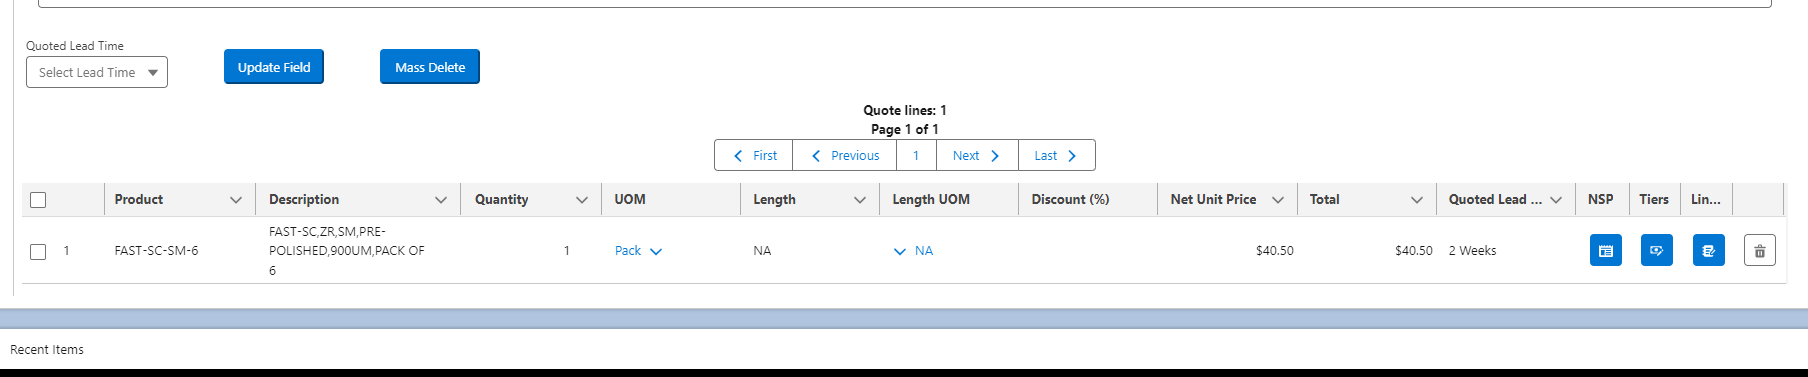 Quoted Lead Time
Select Lead Time
Update Field
Mass Delete
Quote lines: 1
Page 1 of 1
First Previous 1 Next Last
Product Description Quantity UOM Length Length UOM Discount (%) Net Unit Price Total Quoted Lead ... NSP Tiers Lin...
1 FAST-SC-SM-6
FAST-SC,ZR,SM,PRE-
POLISHED,900UM,PACK OF
6
1 Pack NA NA $40.50 $40.50 2 Weeks
Recent Items